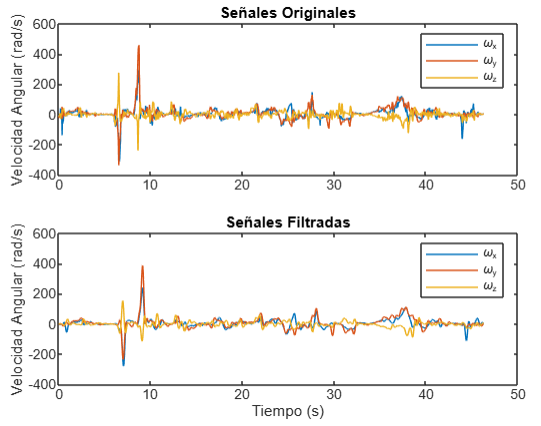 Señales Originales
Velocidad Angular (rad/s)
600
400
200
0
-200
-400
0
10
20
30
40
50
ωx
ωy
ωz
Señales Filtradas
Velocidad Angular (rad/s)
600
400
200
0
-200
-400
0
10
20
30
40
50
ωx
ωy
ωz
Tiempo (s)